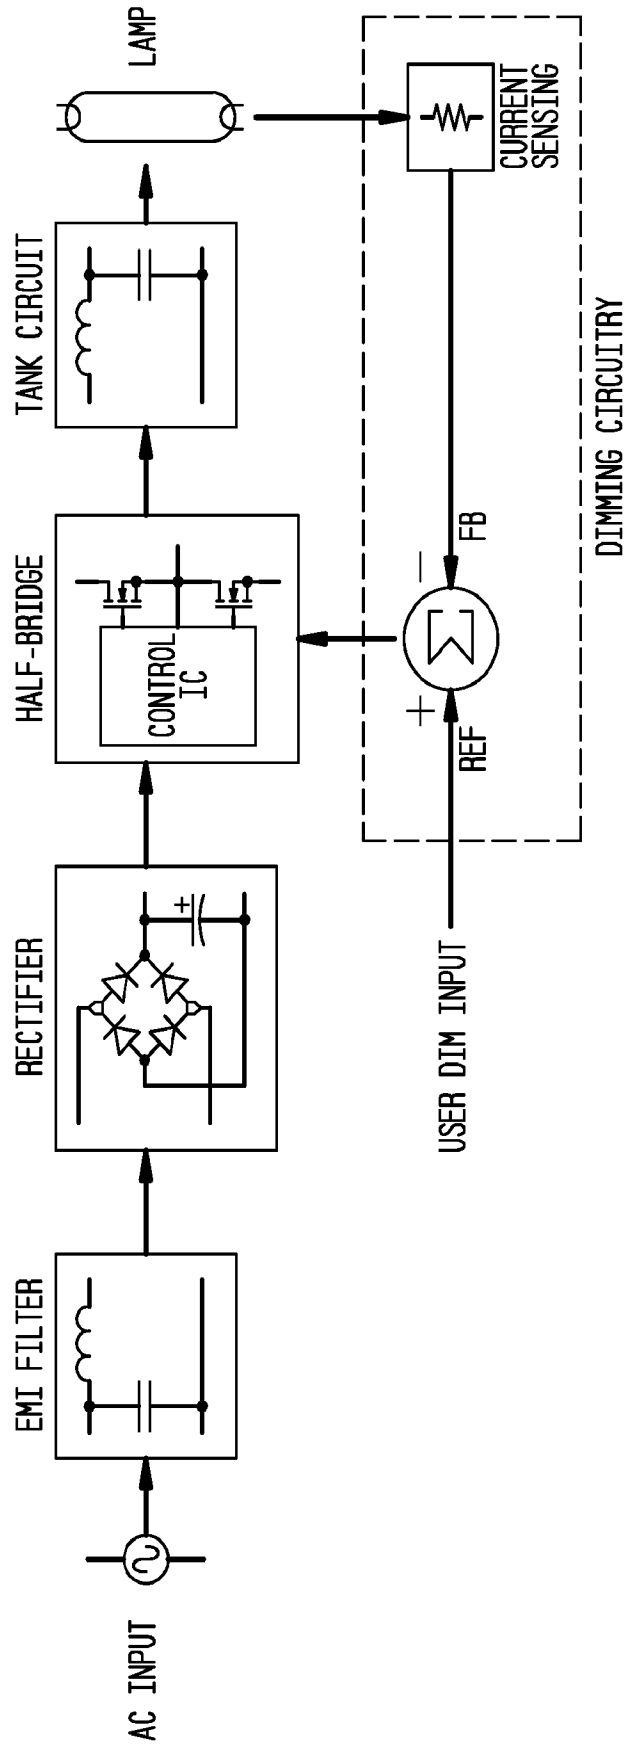 AC INPUT
EMI FILTER
RECTIFIER
+
HALF-BRIDGE
CONTROL
IC
TANK CIRCUIT
LAMP
USER DIM INPUT
REF
+
Σ
−
FB
CURRENT
SENSING
DIMMING CIRCUITRY